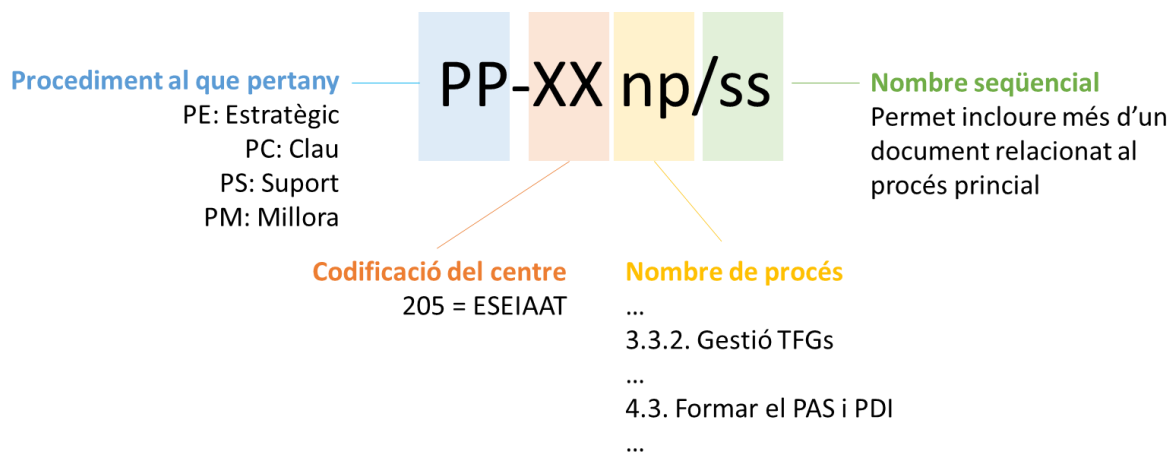 PP-XX np/ss
Procediment al que pertany
PE: Estratègic
PC: Clau
PS: Suport
PM: Millora
Nombre seqüencial
Permet incloure més d’un
document relacionat al
procés princial
Codificació del centre
205 = ESEIAAT
Nombre de procés
...
3.3.2. Gestió TFGs
...
4.3. Formar el PAS i PDI
...